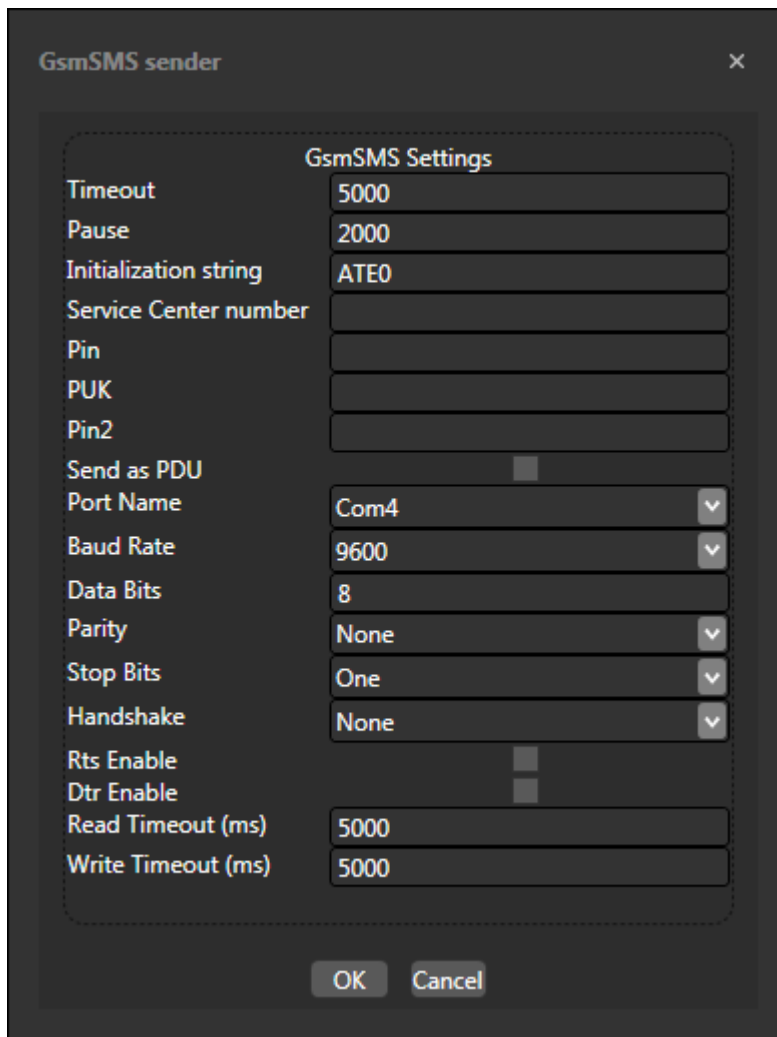 GsmSMS sender
GsmSMS Settings
Timeout 5000
Pause 2000
Initialization string ATE0
Service Center number
Pin
PUK
Pin2
Send as PDU
Port Name Com4
Baud Rate 9600
Data Bits 8
Parity None
Stop Bits One
Handshake None
Rts Enable
Dtr Enable
Read Timeout (ms) 5000
Write Timeout (ms) 5000
OK Cancel